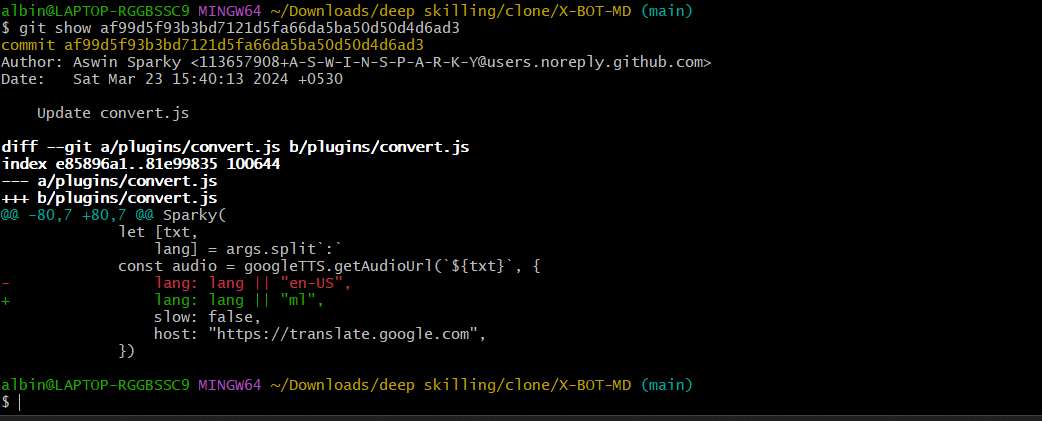 albin@LAPTOP-RGGBSSC9 MINGW64 ~/Downloads/deep skilling/clone/X-BOT-MD (main)
$ git show af99d5f93b3bd7121d5fa66da5ba50d50d4d6ad3
commit af99d5f93b3bd7121d5fa66da5ba50d50d4d6ad3
Author: Aswin Sparky <113657908+A-S-W-I-N-S-P-A-R-K-Y@users.noreply.github.com>
Date:   Sat Mar 23 15:40:13 2024 +0530

    Update convert.js

diff --git a/plugins/convert.js b/plugins/convert.js
index e85896a1..81e99835 100644
--- a/plugins/convert.js
+++ b/plugins/convert.js
@@ -80,7 +80,7 @@ Sparky(
             let [txt,
                 lang] = args.split`:`
             const audio = googleTTS.getAudioUrl(`${txt}`, {
-                lang: lang || "en-US",
+                lang: lang || "ml",
                 slow: false,
                 host: "https://translate.google.com",
             })

albin@LAPTOP-RGGBSSC9 MINGW64 ~/Downloads/deep skilling/clone/X-BOT-MD (main)
$